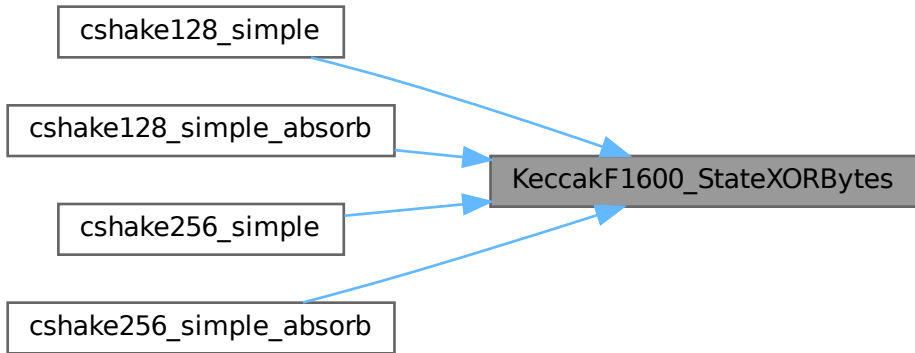 cshake128_simple
cshake128_simple_absorb
KeccakF1600_StateXORBytes
cshake256_simple
cshake256_simple_absorb